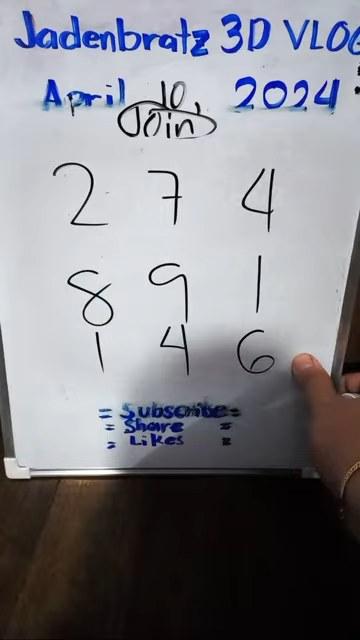 Jadenbratz 3D VLOG
April 10, 2024
Join
2 7 4
8 9 1
1 4 6
= Subscribe =
= Share =
= Likes =